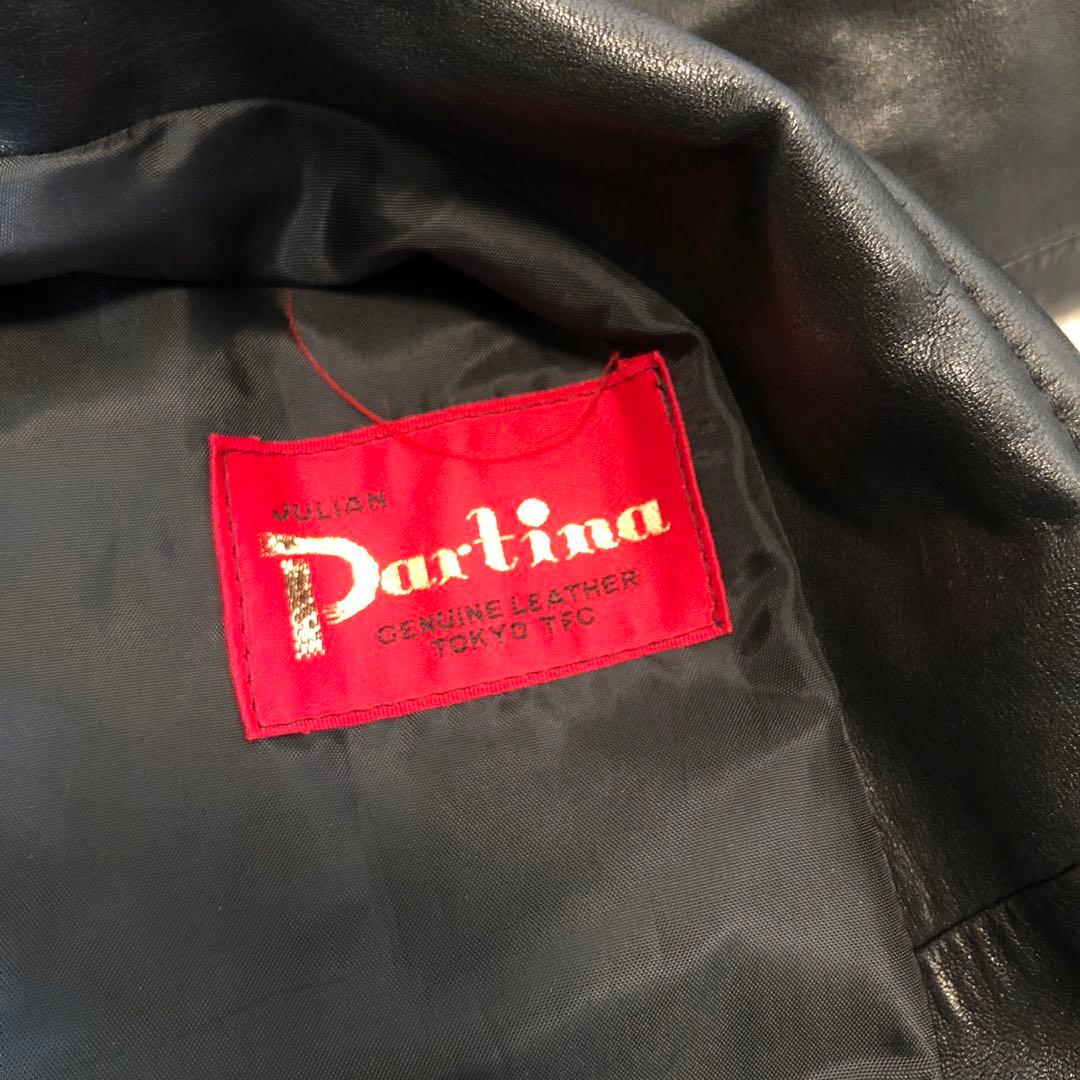 JULIAN
Partina
GENUINE LEATHER
TOKYO TFC